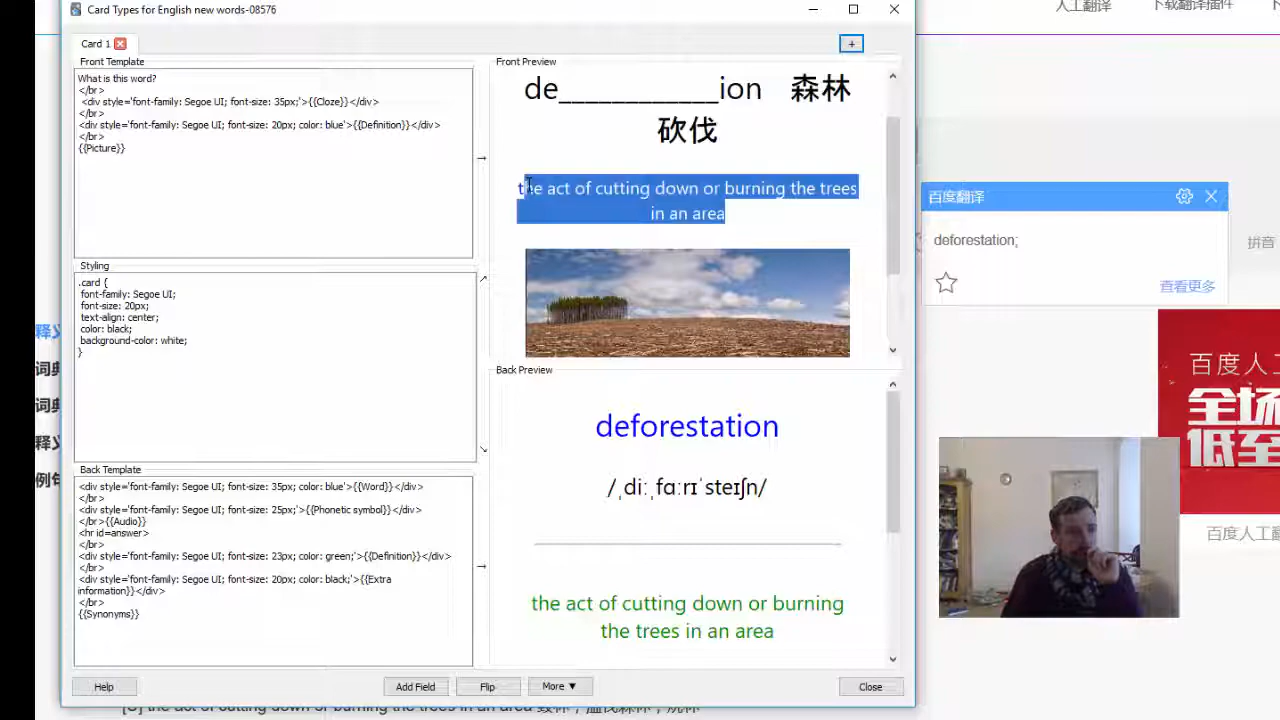 Card Types for English new words-08576
人工翻译
下载翻译插件
Card 1
+
Front Template
What is this word?
</br>
<div style='font-family: Segoe UI; font-size: 35px;'>{{Cloze}}</div>
</br>
<div style='font-family: Segoe UI; font-size: 20px; color: blue'>{{Definition}}</div>
</br>
{{Picture}}
Front Preview
de____________ion 森林
砍伐
the act of cutting down or burning the trees
in an area
Styling
.card {
font-family: Segoe UI;
font-size: 20px;
text-align: center;
color: black;
background-color: white;
}
Back Template
<div style='font-family: Segoe UI; font-size: 35px; color: blue'>{{Word}}</div>
</br>
<div style='font-family: Segoe UI; font-size: 25px;'>{{Phonetic symbol}}</div>
</br>{{Audio}}
<hr id=answer>
</br>
<div style='font-family: Segoe UI; font-size: 23px; color: green;'>{{Definition}}</div>
</br>
<div style='font-family: Segoe UI; font-size: 20px; color: black;'>{{Extra
information}}</div>
</br>
{{Synonyms}}
Back Preview
deforestation
/ˌdiːˌfɑːrɪˈsteɪʃn/
the act of cutting down or burning
the trees in an area
Help
Add Field
Flip
More ▼
Close
百度翻译
deforestation;
查看更多
拼音
释义
词典
词典
释义
例句
百度人工
全场
低至
百度人工翻